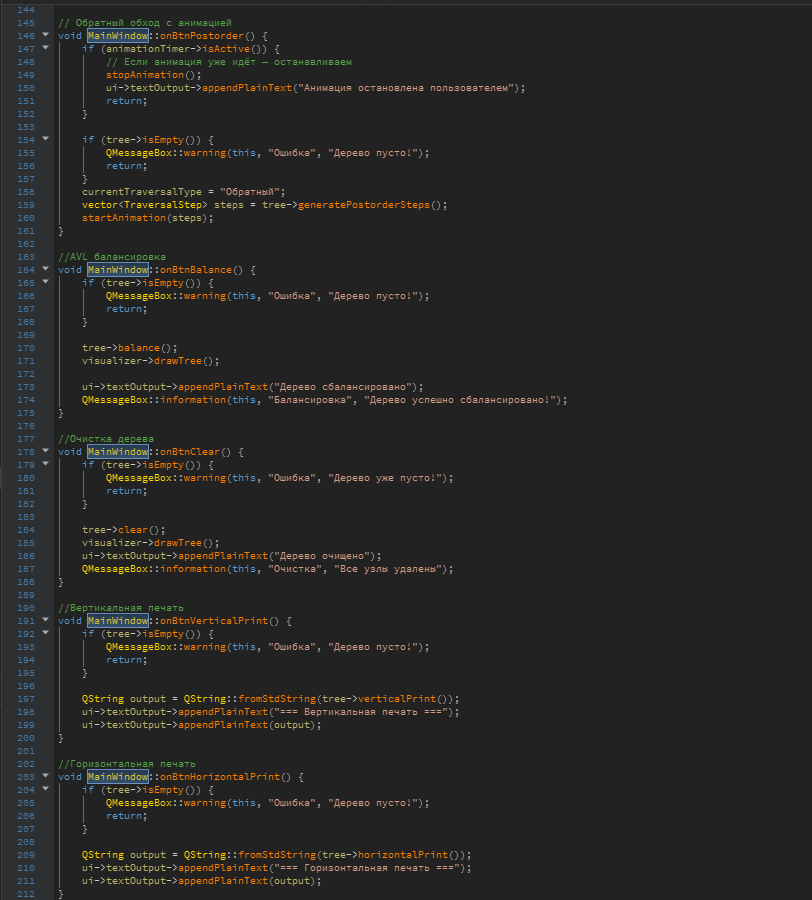 144
145 // Обратный обход с анимацией
146 void MainWindow::onBtnPostorder() {
147     if (animationTimer->isActive()) {
148         // Если анимация уже идёт — останавливаем
149         stopAnimation();
150         ui->textOutput->appendPlainText("Анимация остановлена пользователем");
151         return;
152     }
153
154     if (tree->isEmpty()) {
155         QMessageBox::warning(this, "Ошибка", "Дерево пусто!");
156         return;
157     }
158     currentTraversalType = "Обратный";
159     vector<TraversalStep> steps = tree->generatePostorderSteps();
160     startAnimation(steps);
161 }
162
163 //AVL балансировка
164 void MainWindow::onBtnBalance() {
165     if (tree->isEmpty()) {
166         QMessageBox::warning(this, "Ошибка", "Дерево пусто!");
167         return;
168     }
169
170     tree->balance();
171     visualizer->drawTree();
172
173     ui->textOutput->appendPlainText("Дерево сбалансировано");
174     QMessageBox::information(this, "Балансировка", "Дерево успешно сбалансировано!");
175 }
176
177 //Очистка дерева
178 void MainWindow::onBtnClear() {
179     if (tree->isEmpty()) {
180         QMessageBox::warning(this, "Ошибка", "Дерево уже пусто!");
181         return;
182     }
183
184     tree->clear();
185     visualizer->drawTree();
186     ui->textOutput->appendPlainText("Дерево очищено");
187     QMessageBox::information(this, "Очистка", "Все узлы удалены");
188 }
189
190 //Вертикальная печать
191 void MainWindow::onBtnVerticalPrint() {
192     if (tree->isEmpty()) {
193         QMessageBox::warning(this, "Ошибка", "Дерево пусто!");
194         return;
195     }
196
197     QString output = QString::fromStdString(tree->verticalPrint());
198     ui->textOutput->appendPlainText("=== Вертикальная печать ===");
199     ui->textOutput->appendPlainText(output);
200 }
201
202 //Горизонтальная печать
203 void MainWindow::onBtnHorizontalPrint() {
204     if (tree->isEmpty()) {
205         QMessageBox::warning(this, "Ошибка", "Дерево пусто!");
206         return;
207     }
208
209     QString output = QString::fromStdString(tree->horizontalPrint());
210     ui->textOutput->appendPlainText("=== Горизонтальная печать ===");
211     ui->textOutput->appendPlainText(output);
212 }